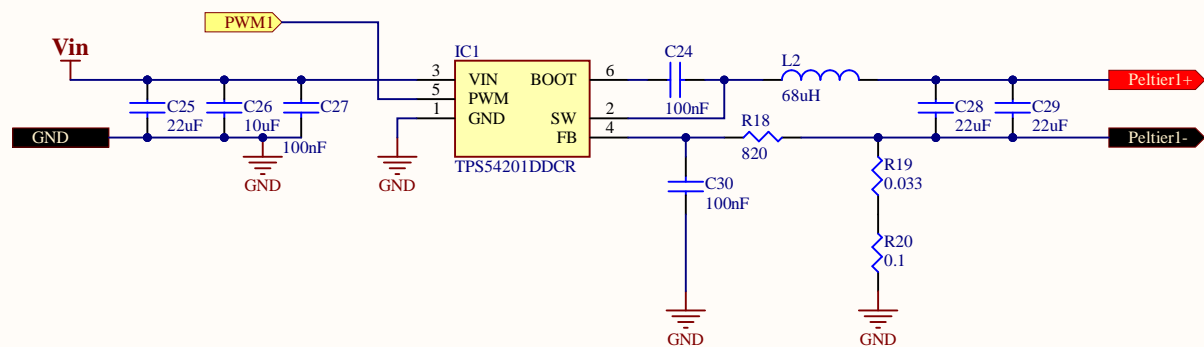 PWM1
Vin
IC1
C24
L2
3 VIN BOOT 6
Peltier1+
5 PWM
100nF
68uH
C25
C26
C27
C28
C29
1 GND SW 2
22uF
10uF
22uF
22uF
GND
FB 4
R18
Peltier1-
100nF
TPS54201DDCR
820
GND
GND
R19
0.033
C30
100nF
R20
0.1
GND
GND